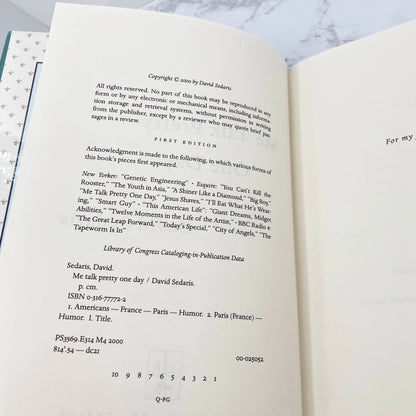 Copyright © 2000 by David Sedaris
All rights reserved. No part of this book may be reproduced in any
form or by any electronic or mechanical means, including informa-
tion storage and retrieval systems, without permission in writing
from the publisher, except by a reviewer who may quote brief pas-
sages in a review.
FIRST EDITION
Acknowledgment is made to the following, in which various forms of
this book's pieces first appeared.
New Yorker: "Genetic Engineering" • Esquire: "You Can't Kill the
Rooster," "The Youth in Asia," "A Shiner Like a Diamond," "Big Boy,"
"Me Talk Pretty One Day," "Jesus Shaves," "I'll Eat What He's Wear-
ing," "Smart Guy" • "This American Life": "Giant Dreams, Midget
Abilities," "Twelve Moments in the Life of the Artist," • BBC Radio 4:
"The Great Leap Forward," "Today's Special," "City of Angels," "The
Tapeworm Is In"
Library of Congress Cataloging-in-Publication Data
Sedaris, David.
Me talk pretty one day / David Sedaris.
p. cm.
ISBN 0-316-77772-2
1. Americans — France — Paris — Humor. 2. Paris (France) —
Humor. I. Title.
PS3569.E314 M4 2000
814'.54 — dc21 00-025052
10 9 8 7 6 5 4 3 2 1
Q-FG
For my